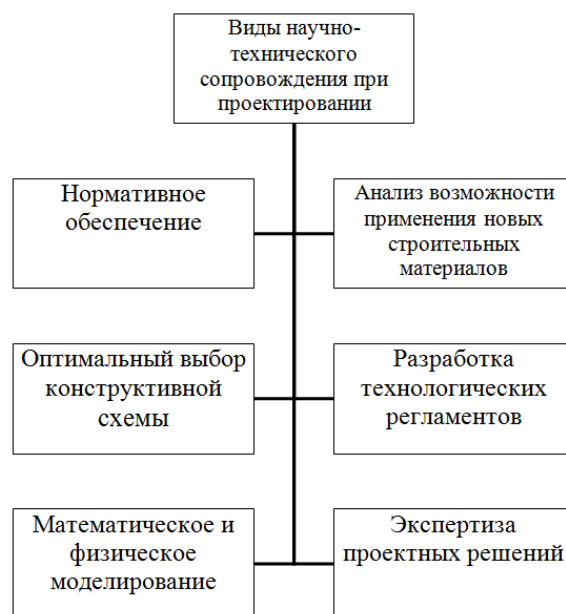 Виды научно-
технического
сопровождения при
проектировании
Нормативное
обеспечение
Анализ возможности
применения новых
строительных
материалов
Оптимальный выбор
конструктивной
схемы
Разработка
технологических
регламентов
Математическое и
физическое
моделирование
Экспертиза
проектных решений